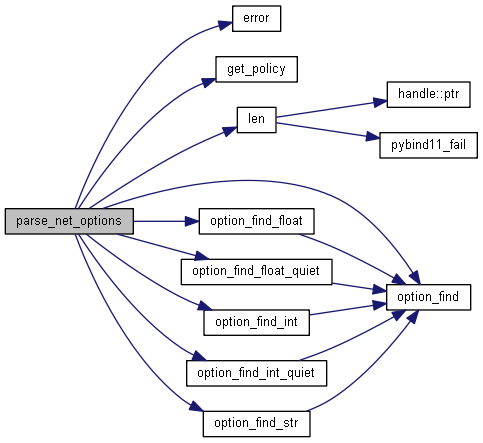 error
get_policy
handle::ptr
len
pybind11_fail
parse_net_options
option_find_float
option_find_float_quiet
option_find
option_find_int
option_find_int_quiet
option_find_str